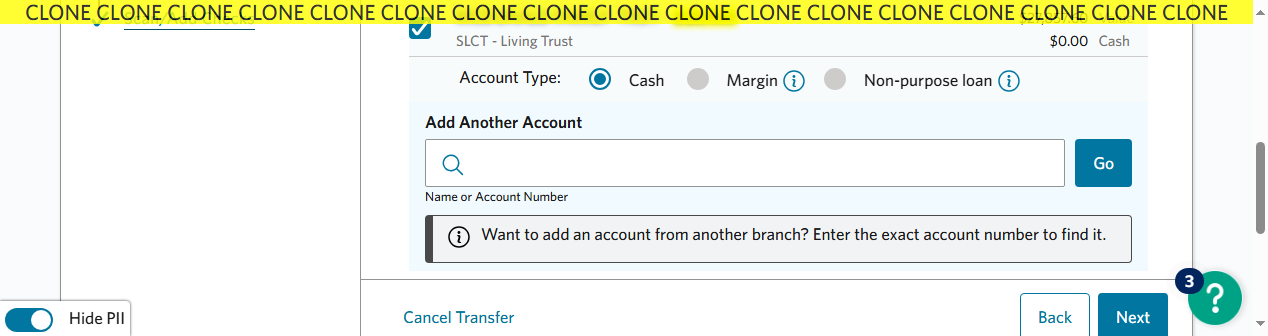 CLONE CLONE CLONE CLONE CLONE CLONE CLONE CLONE CLONE CLONE CLONE CLONE CLONE CLONE CLONE CLONE CLONE
SLCT - Living Trust
$0.00 Cash
Account Type: Cash Margin Non-purpose loan
Add Another Account
Go
Name or Account Number
Want to add an account from another branch? Enter the exact account number to find it.
3
?
Hide PII
Cancel Transfer
Back
Next